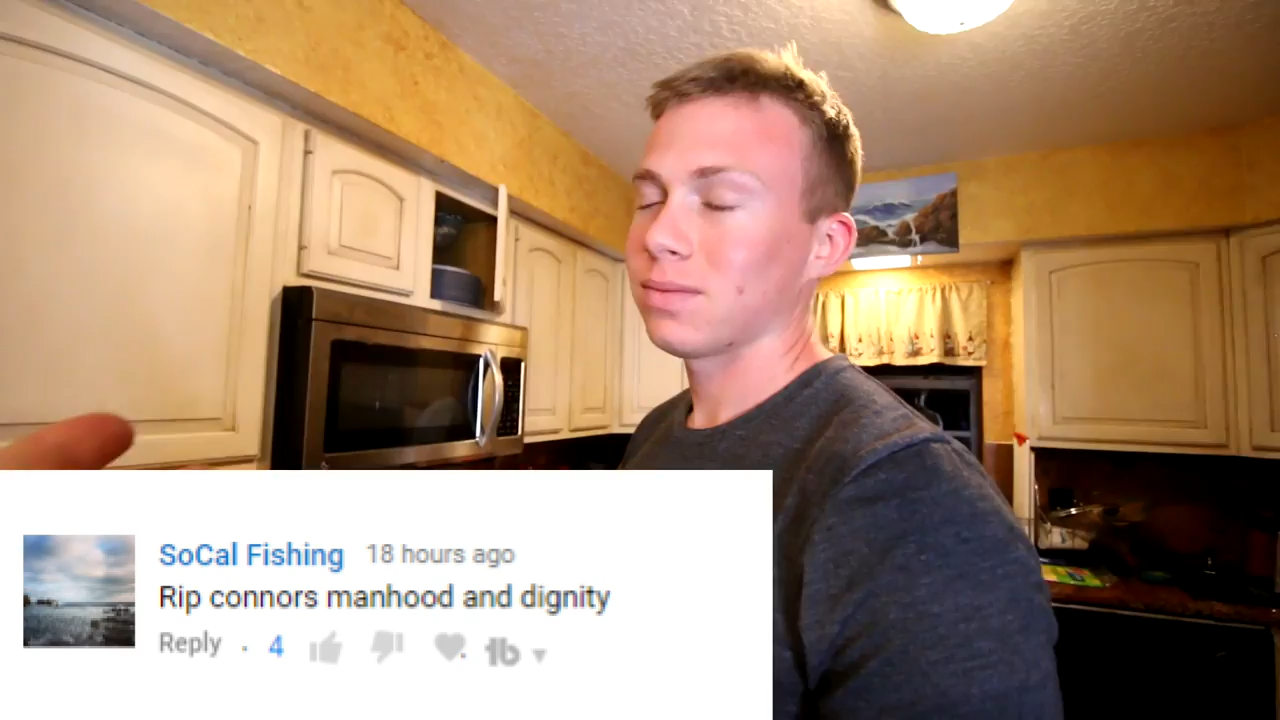 SoCal Fishing 18 hours ago
Rip connors manhood and dignity
Reply . 4